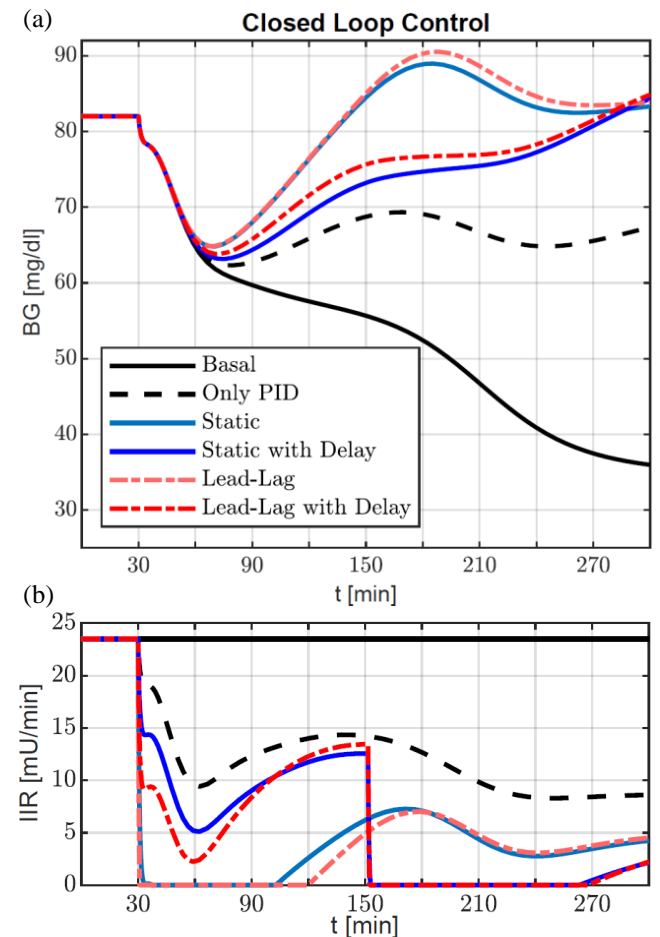 (a)
Closed Loop Control
90
80
70
60
50
40
30
BG [mg/dl]
Basal
Only PID
Static
Static with Delay
Lead-Lag
Lead-Lag with Delay
30 90 150 210 270
t [min]
(b)
25
20
15
10
5
0
IIR [mU/min]
30 90 150 210 270
t [min]